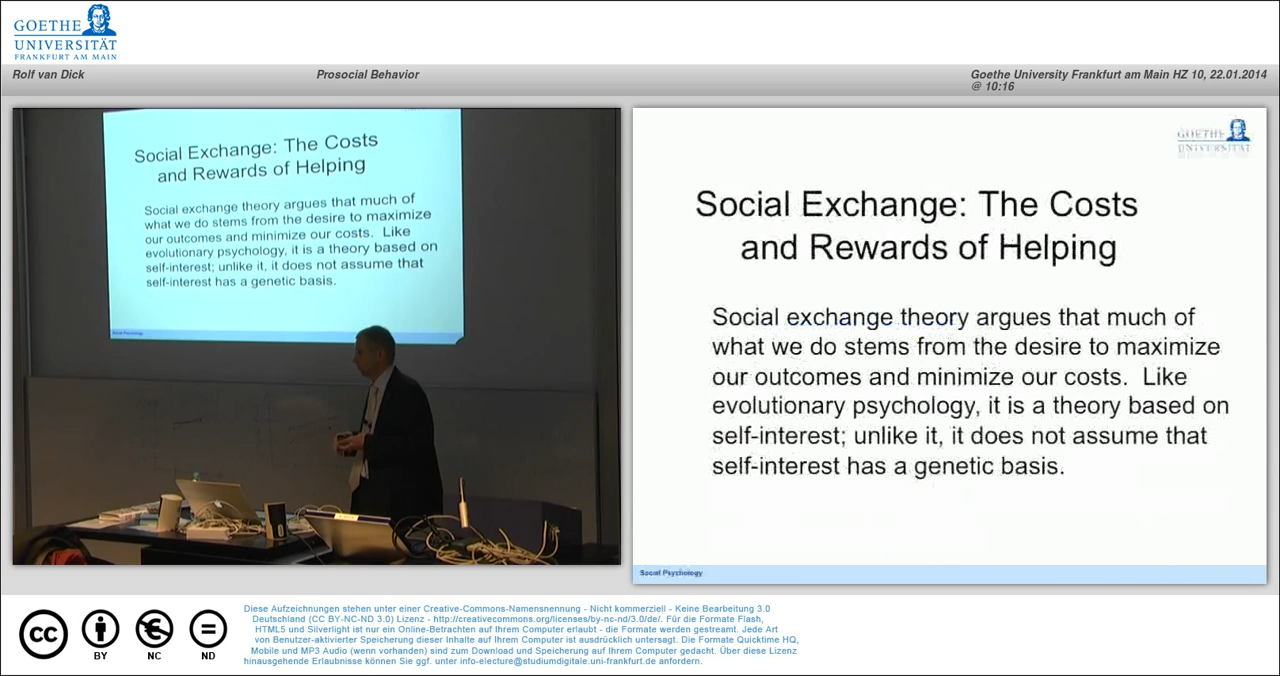 GOETHE
UNIVERSITÄT
FRANKFURT AM MAIN
Rolf van Dick
Prosocial Behavior
Goethe University Frankfurt am Main HZ 10, 22.01.2014
@ 10:16
Social Exchange: The Costs
and Rewards of Helping
Social exchange theory argues that much of
what we do stems from the desire to maximize
our outcomes and minimize our costs. Like
evolutionary psychology, it is a theory based on
self-interest; unlike it, it does not assume that
self-interest has a genetic basis.
Social Psychology
GOETHE
UNIVERSITÄT
Social Exchange: The Costs
and Rewards of Helping
Social exchange theory argues that much of
what we do stems from the desire to maximize
our outcomes and minimize our costs. Like
evolutionary psychology, it is a theory based on
self-interest; unlike it, it does not assume that
self-interest has a genetic basis.
Social Psychology
cc
BY
NC
ND
Diese Aufzeichnungen stehen unter einer Creative-Commons-Namensnennung - Nicht kommerziell - Keine Bearbeitung 3.0
Deutschland (CC BY-NC-ND 3.0) Lizenz - http://creativecommons.org/licenses/by-nc-nd/3.0/de/. Für die Formate Flash,
HTML5 und Silverlight ist nur ein Online-Betrachten auf Ihrem Computer erlaubt - die Formate werden gestreamt. Jede Art
von Benutzer-aktivierter Speicherung dieser Inhalte auf Ihrem Computer ist ausdrücklich untersagt. Die Formate Quicktime HQ,
Mobile und MP3 Audio (wenn vorhanden) sind zum Download und Speicherung auf Ihrem Computer gedacht. Über diese Lizenz
hinausgehende Erlaubnisse können Sie ggf. unter info-electure@studiumdigitale.uni-frankfurt.de anfordern.